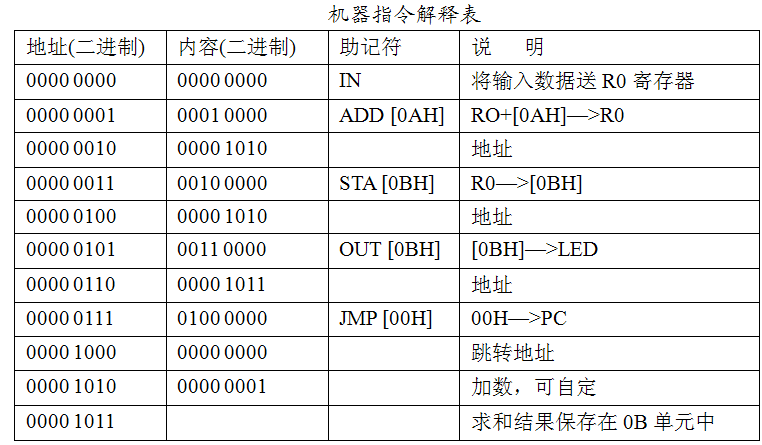 机器指令解释表
地址(二进制) 内容(二进制) 助记符 说 明
0000 0000 0000 0000 IN 将输入数据送 R0 寄存器
0000 0001 0001 0000 ADD [0AH] RO+[0AH]—>R0
0000 0010 0000 1010 地址
0000 0011 0010 0000 STA [0BH] R0—>[0BH]
0000 0100 0000 1010 地址
0000 0101 0011 0000 OUT [0BH] [0BH]—>LED
0000 0110 0000 1011 地址
0000 0111 0100 0000 JMP [00H] 00H—>PC
0000 1000 0000 0000 跳转地址
0000 1010 0000 0001 加数，可自定
0000 1011 求和结果保存在 0B 单元中